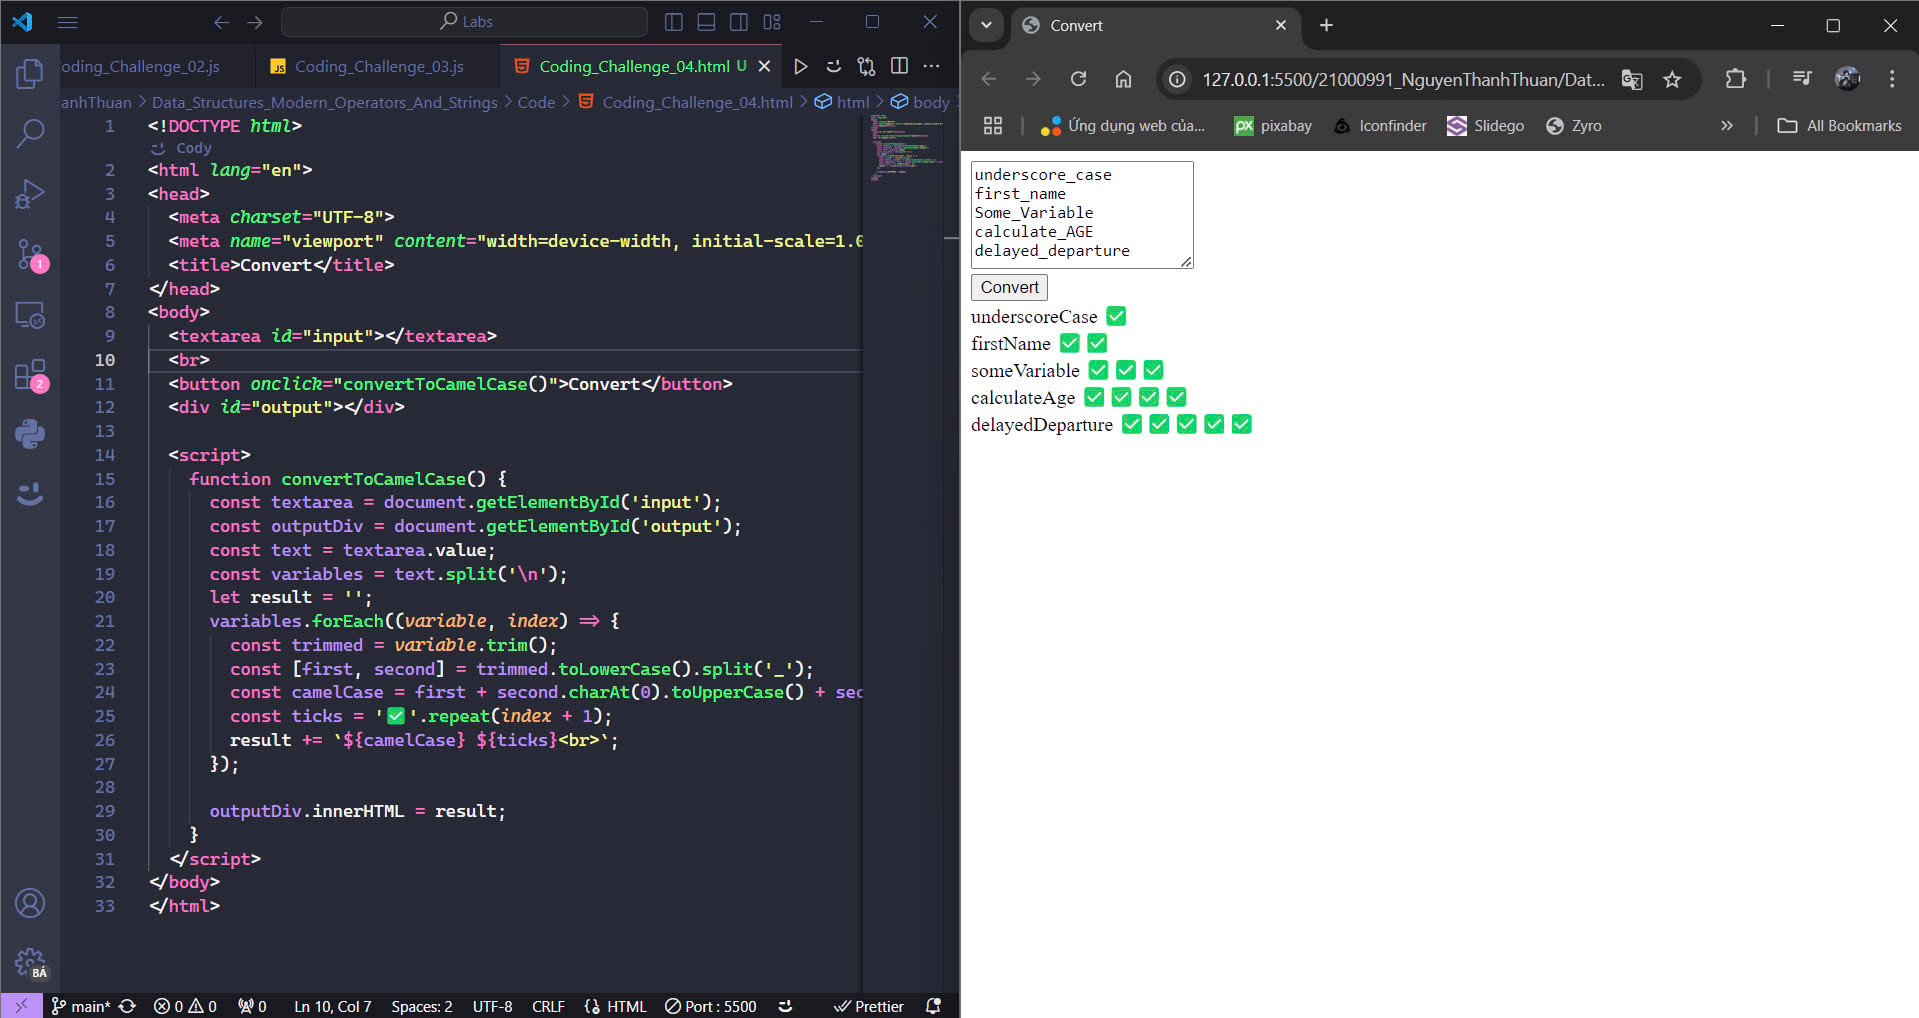 Labs
oding_Challenge_02.js
JS Coding_Challenge_03.js
Coding_Challenge_04.html U
anhThuan > Data_Structures_Modern_Operators_And_Strings > Code > Coding_Challenge_04.html > html > body
1 <!DOCTYPE html>
Cody
2 <html lang="en">
3 <head>
4 <meta charset="UTF-8">
5 <meta name="viewport" content="width=device-width, initial-scale=1.0
6 <title>Convert</title>
7 </head>
8 <body>
9 <textarea id="input"></textarea>
10 <br>
11 <button onclick="convertToCamelCase()">Convert</button>
12 <div id="output"></div>
13
14 <script>
15 function convertToCamelCase() {
16 const textarea = document.getElementById('input');
17 const outputDiv = document.getElementById('output');
18 const text = textarea.value;
19 const variables = text.split('\n');
20 let result = '';
21 variables.forEach((variable, index) => {
22 const trimmed = variable.trim();
23 const [first, second] = trimmed.toLowerCase().split('_');
24 const camelCase = first + second.charAt(0).toUpperCase() + sec
25 const ticks = '✅'.repeat(index + 1);
26 result += `${camelCase} ${ticks}<br>`;
27 });
28
29 outputDiv.innerHTML = result;
30 }
31 </script>
32 </body>
33 </html>
1
2
BÁ
main* 0 0 0 Ln 10, Col 7 Spaces: 2 UTF-8 CRLF HTML Port : 5500 Prettier
Convert
127.0.0.1:5500/21000991_NguyenThanhThuan/Dat...
Ứng dụng web của... px pixabay Iconfinder Slidego Zyro » All Bookmarks
underscore_case
first_name
Some_Variable
calculate_AGE
delayed_departure
Convert
underscoreCase ✅
firstName ✅✅
someVariable ✅✅✅
calculateAge ✅✅✅✅
delayedDeparture ✅✅✅✅✅